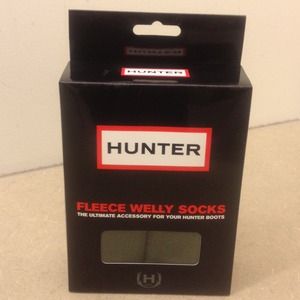 HUNTER
HUNTER
FLEECE WELLY SOCKS
THE ULTIMATE ACCESSORY FOR YOUR HUNTER BOOTS
H